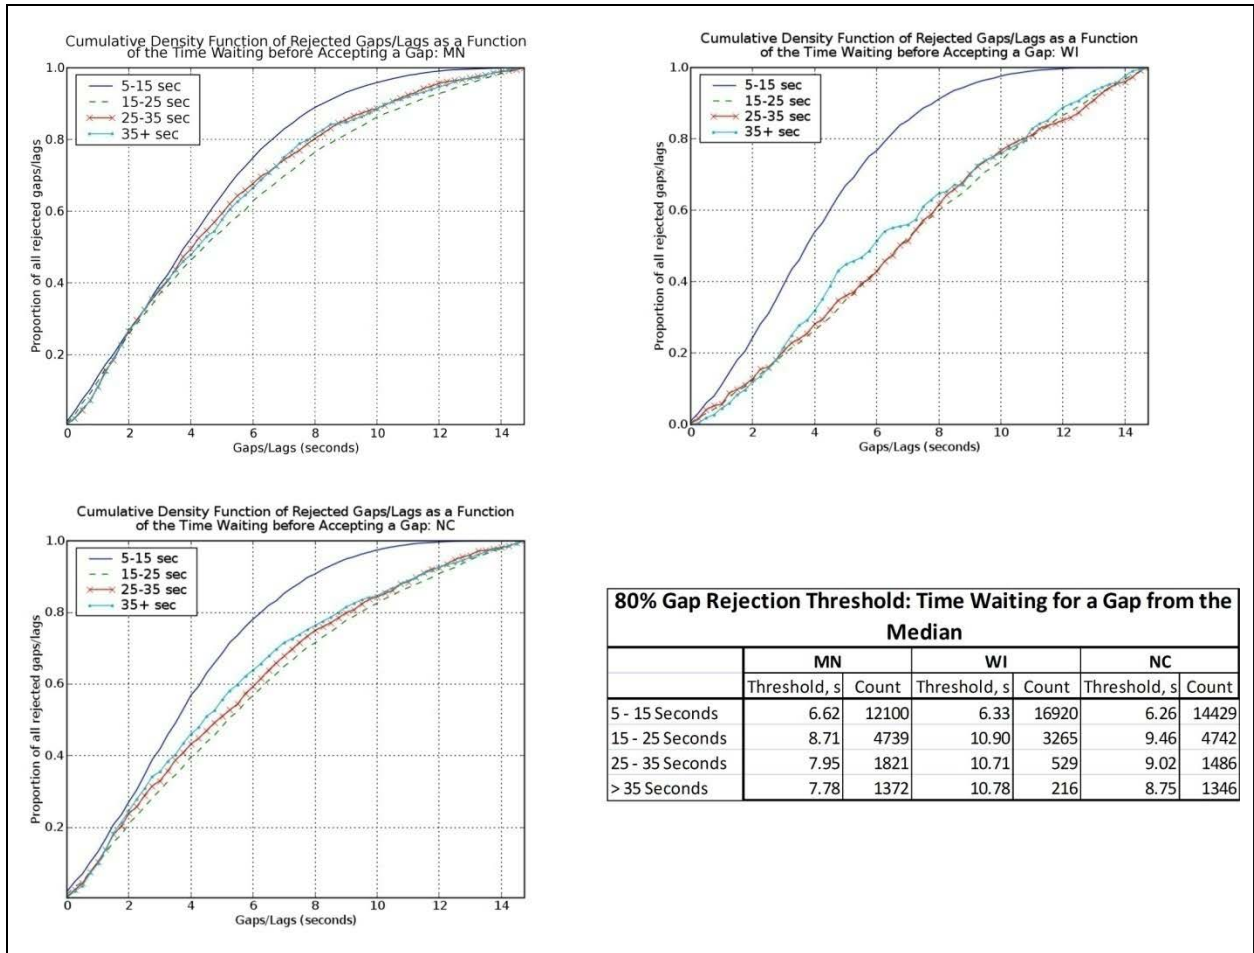 Cumulative Density Function of Rejected Gaps/Lags as a Function
of the Time Waiting before Accepting a Gap: MN
1.0
0.8
0.6
0.4
0.2
0
2
4
6
8
10
12
14
5-15 sec
15-25 sec
25-35 sec
35+ sec
Proportion of all rejected gaps/lags
Gaps/Lags (seconds)
Cumulative Density Function of Rejected Gaps/Lags as a Function
of the Time Waiting before Accepting a Gap: WI
1.0
0.8
0.6
0.4
0.2
0.0
0
2
4
6
8
10
12
14
5-15 sec
15-25 sec
25-35 sec
35+ sec
Proportion of all rejected gaps/lags
Gaps/Lags (seconds)
Cumulative Density Function of Rejected Gaps/Lags as a Function
of the Time Waiting before Accepting a Gap: NC
1.0
0.8
0.6
0.4
0.2
0
2
4
6
8
10
12
14
5-15 sec
15-25 sec
25-35 sec
35+ sec
Proportion of all rejected gaps/lags
Gaps/Lags (seconds)
80% Gap Rejection Threshold: Time Waiting for a Gap from the
Median
MN WI NC
Threshold, s Count Threshold, s Count Threshold, s Count
5 - 15 Seconds 6.62 12100 6.33 16920 6.26 14429
15 - 25 Seconds 8.71 4739 10.90 3265 9.46 4742
25 - 35 Seconds 7.95 1821 10.71 529 9.02 1486
> 35 Seconds 7.78 1372 10.78 216 8.75 1346